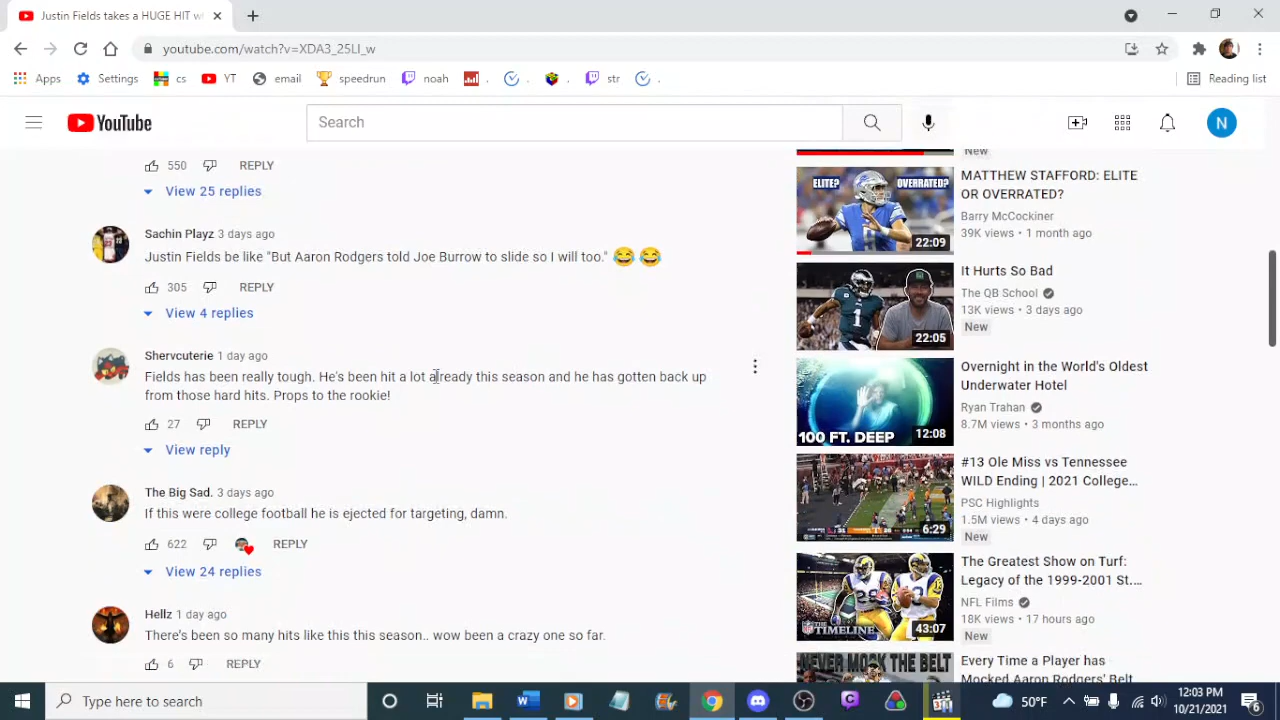 Justin Fields takes a HUGE HIT w
youtube.com/watch?v=XDA3_25LI_w
Apps
Settings
cs
YT
email
speedrun
noah
.
.
.
str
.
Reading list
YouTube
Search
N
550
REPLY
View 25 replies
Sachin Playz 3 days ago
Justin Fields be like "But Aaron Rodgers told Joe Burrow to slide so I will too." 😂 😂
305
REPLY
View 4 replies
Shervcuterie 1 day ago
Fields has been really tough. He's been hit a lot already this season and he has gotten back up
from those hard hits. Props to the rookie!
27
REPLY
View reply
The Big Sad. 3 days ago
If this were college football he is ejected for targeting, damn.
622
REPLY
View 24 replies
Hellz 1 day ago
There's been so many hits like this this season.. wow been a crazy one so far.
6
REPLY
New
ELITE?
OVERRATED?
22:09
MATTHEW STAFFORD: ELITE
OR OVERRATED?
Barry McCockiner
39K views • 1 month ago
22:05
It Hurts So Bad
The QB School
13K views • 3 days ago
New
100 FT. DEEP
12:08
Overnight in the World's Oldest
Underwater Hotel
Ryan Trahan
8.7M views • 3 months ago
6:29
#13 Ole Miss vs Tennessee
WILD Ending | 2021 College...
PSC Highlights
1.5M views • 4 days ago
New
THE TIMELINE
43:07
The Greatest Show on Turf:
Legacy of the 1999-2001 St....
NFL Films
18K views • 17 hours ago
New
NEVER MOCK THE BELT
Every Time a Player has
Mocked Aaron Rodgers' Belt
Type here to search
50°F
12:03 PM
10/21/2021
6